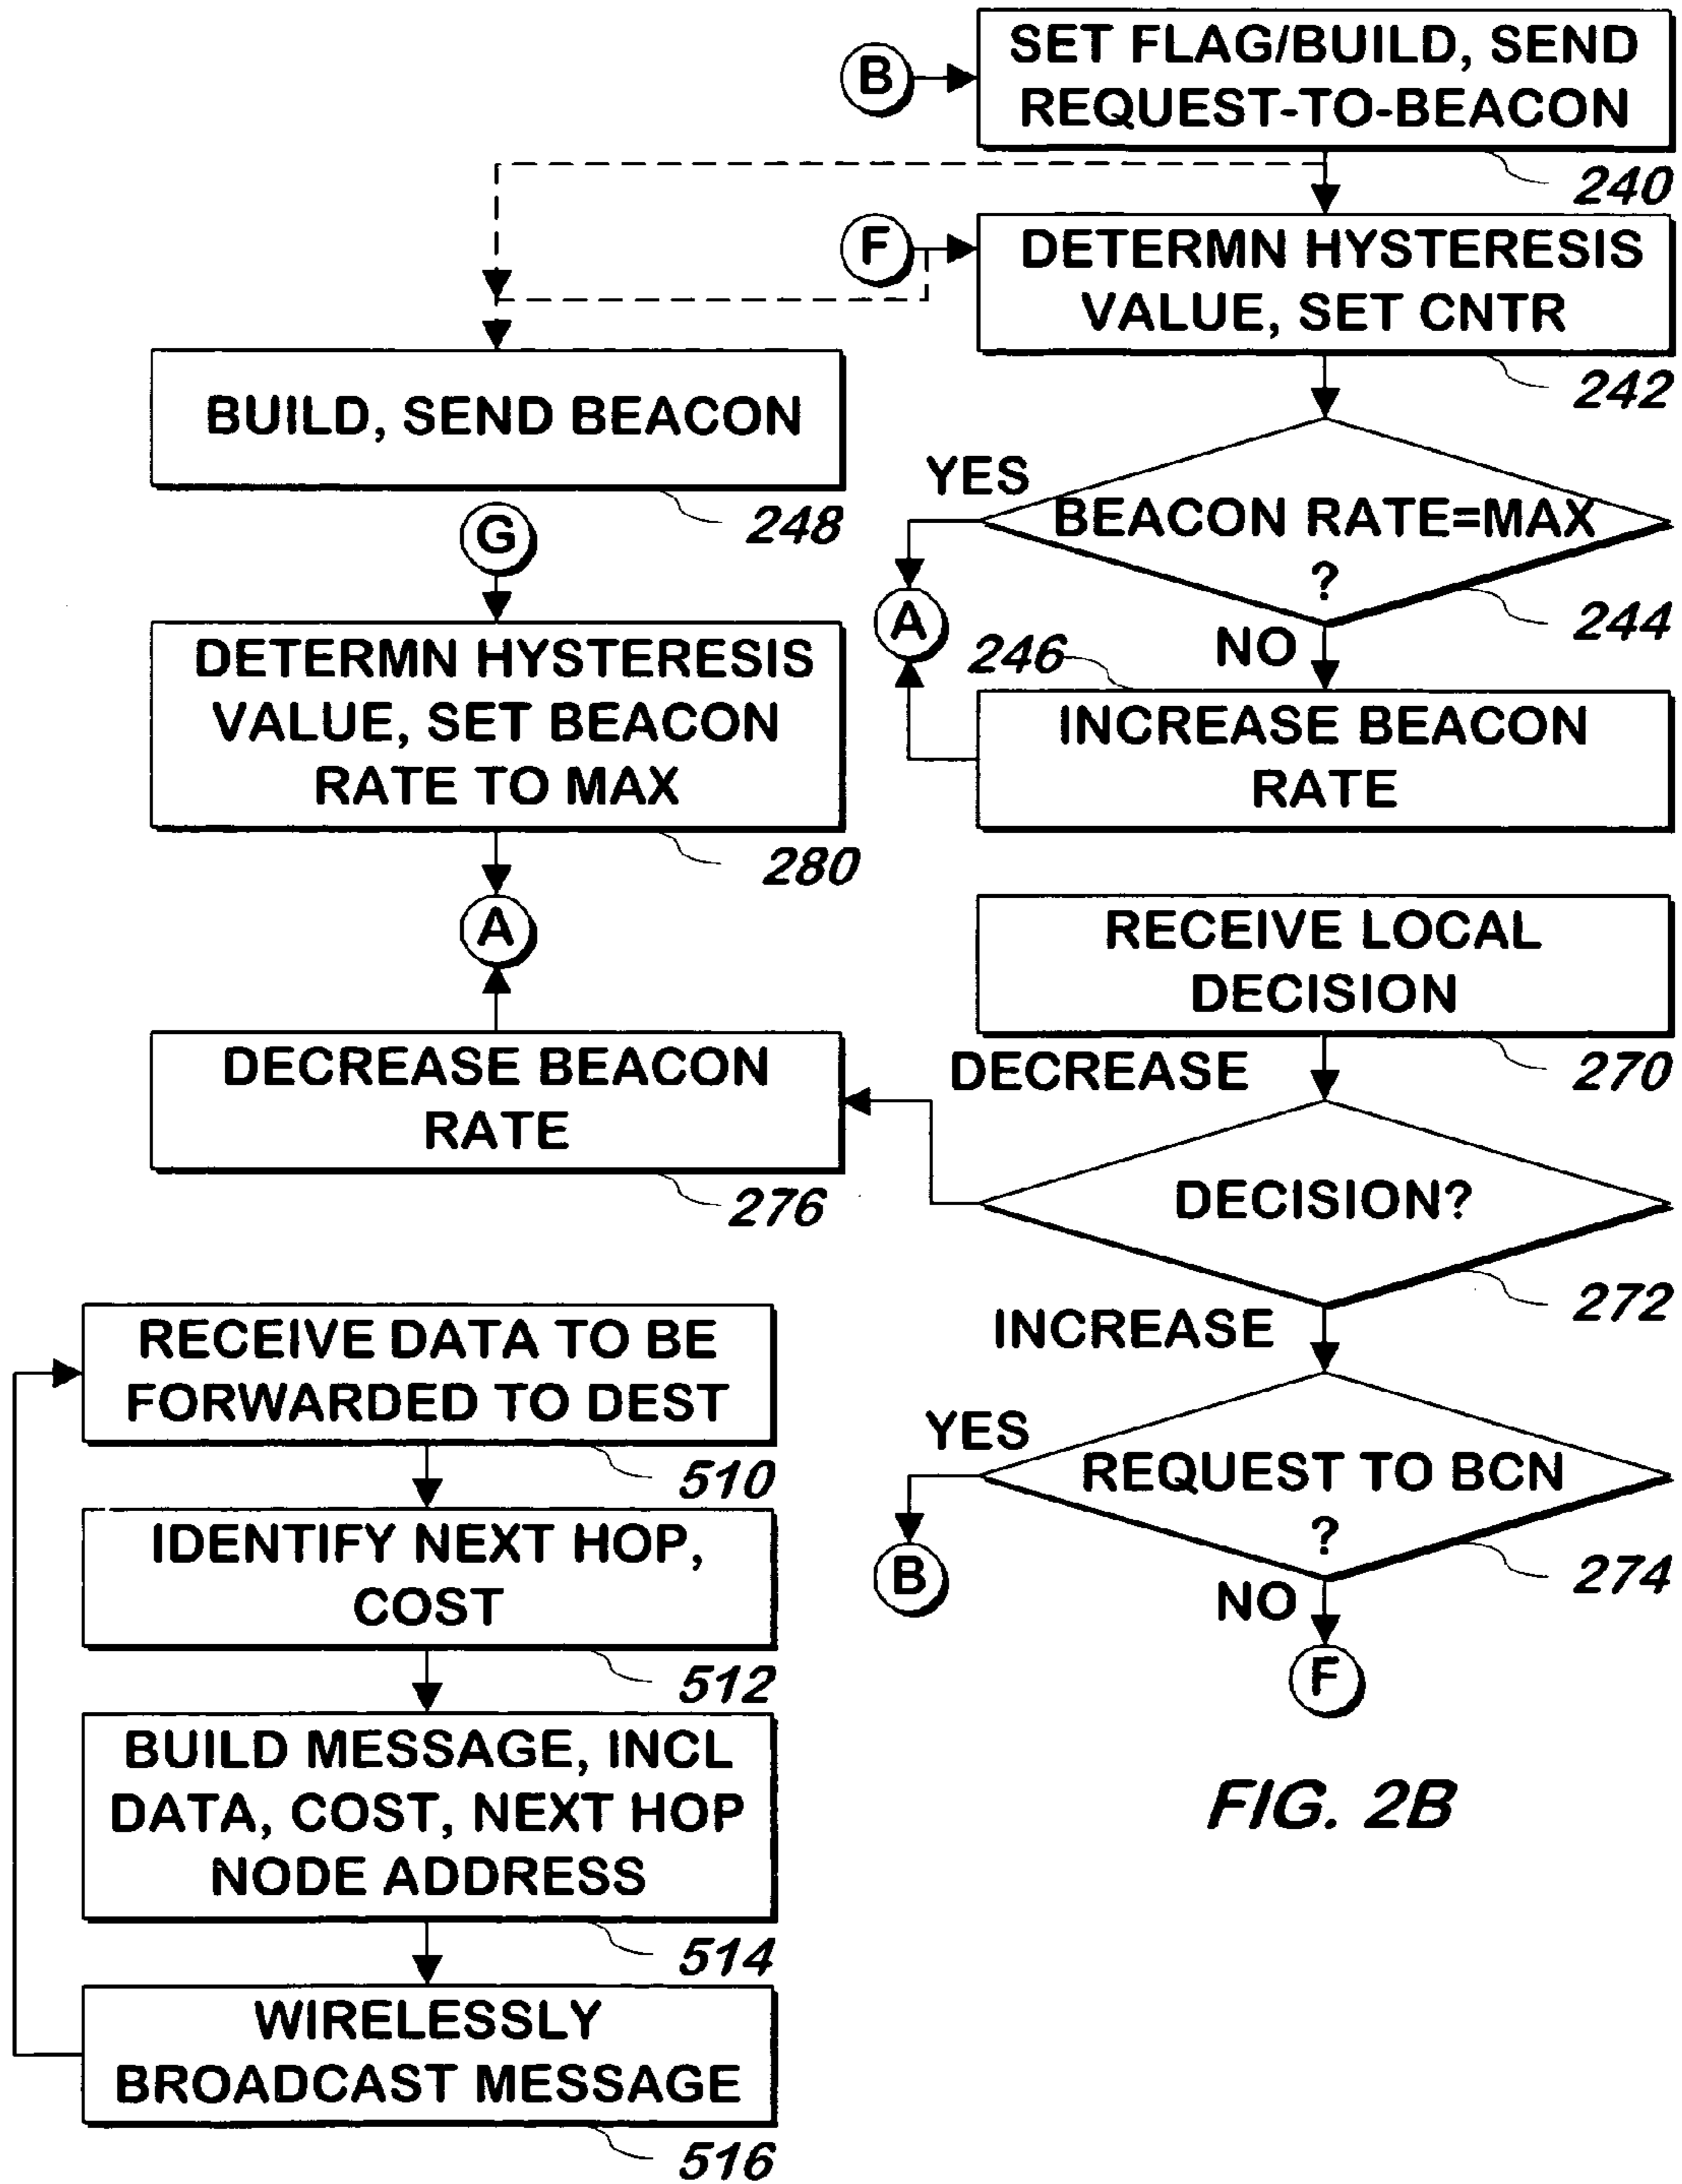 B
SET FLAG/BUILD, SEND
REQUEST-TO-BEACON
240
F
DETERMN HYSTERESIS
VALUE, SET CNTR
242
BUILD, SEND BEACON
248
YES
BEACON RATE=MAX
?
244
NO
A
246
INCREASE BEACON
RATE
G
DETERMN HYSTERESIS
VALUE, SET BEACON
RATE TO MAX
280
A
RECEIVE LOCAL
DECISION
270
DECREASE
DECREASE BEACON
RATE
276
DECISION?
272
INCREASE
YES
REQUEST TO BCN
?
274
B
NO
F
RECEIVE DATA TO BE
FORWARDED TO DEST
510
IDENTIFY NEXT HOP,
COST
512
BUILD MESSAGE, INCL
DATA, COST, NEXT HOP
NODE ADDRESS
514
WIRELESSLY
BROADCAST MESSAGE
516
FIG. 2B